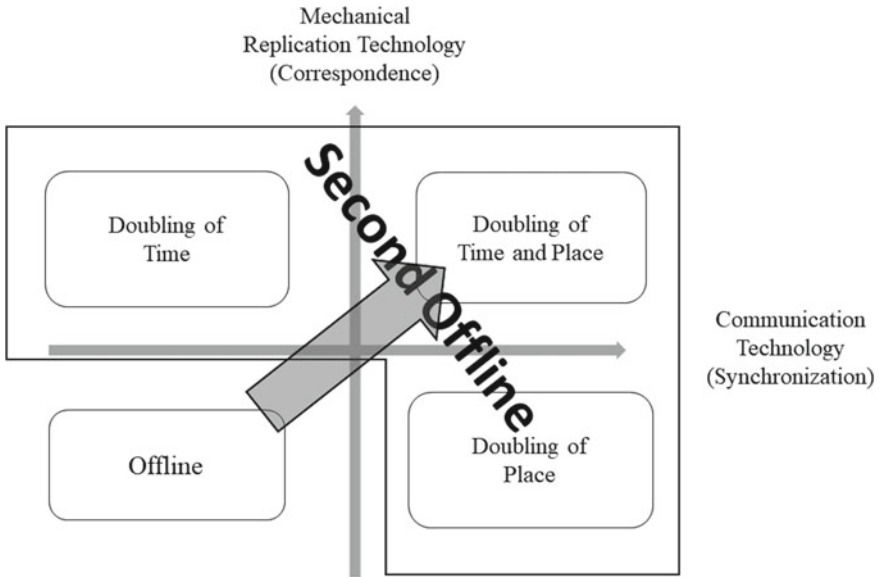 Mechanical
Replication Technology
(Correspondence)
Second Offline
Doubling of
Time
Doubling of
Time and Place
Communication
Technology
(Synchronization)
Offline
Doubling of
Place